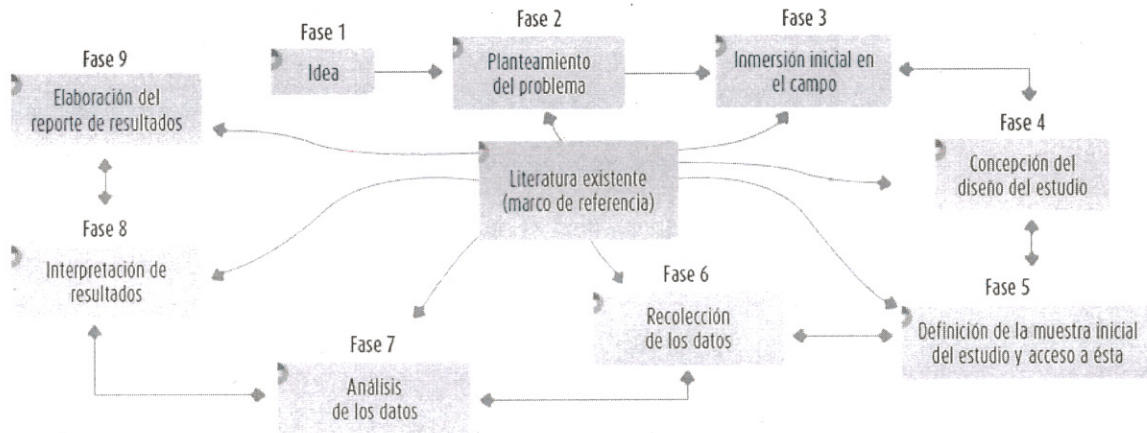 Fase 1
Idea
Fase 2
Planteamiento
del problema
Fase 3
Inmersión inicial en
el campo
Fase 4
Concepción del
diseño del estudio
Fase 5
Definición de la muestra inicial
del estudio y acceso a ésta
Fase 6
Recolección
de los datos
Fase 7
Análisis
de los datos
Fase 8
Interpretación de
resultados
Fase 9
Elaboración del
reporte de resultados
Literatura existente
(marco de referencia)